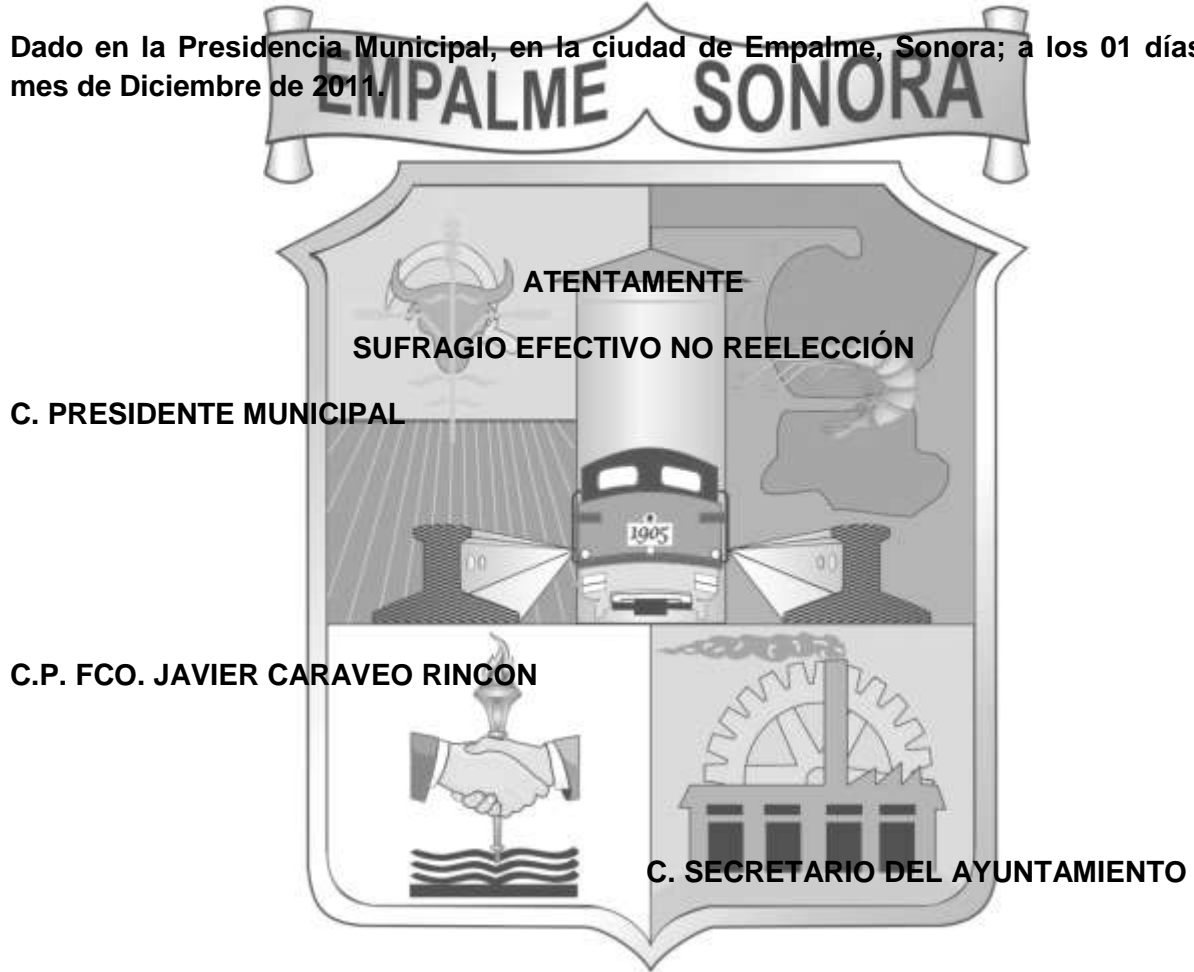 Dado en la Presidencia Municipal, en la ciudad de Empalme, Sonora; a los 01 días
mes de Diciembre de 2011.
EMPALME SONORA
ATENTAMENTE
SUFRAGIO EFECTIVO NO REELECCIÓN
C. PRESIDENTE MUNICIPAL
1905
C.P. FCO. JAVIER CARAVEO RINCON
C. SECRETARIO DEL AYUNTAMIENTO